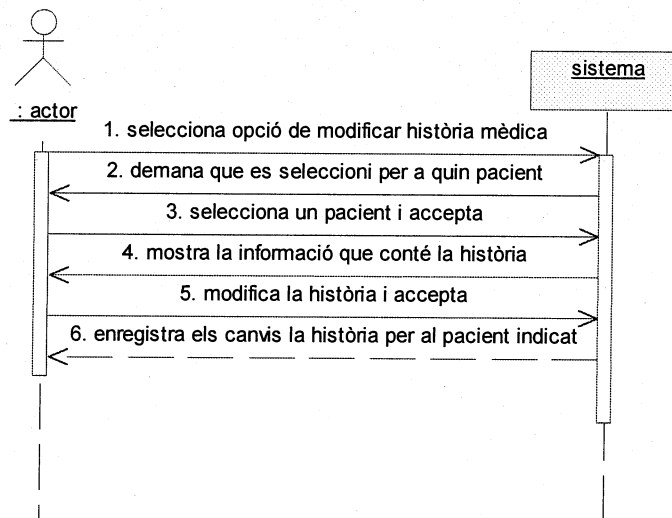 sistema
: actor
1. selecciona opció de modificar història mèdica
2. demana que es seleccioni per a quin pacient
3. selecciona un pacient i accepta
4. mostra la informació que conté la història
5. modifica la història i accepta
6. enregistra els canvis la història per al pacient indicat